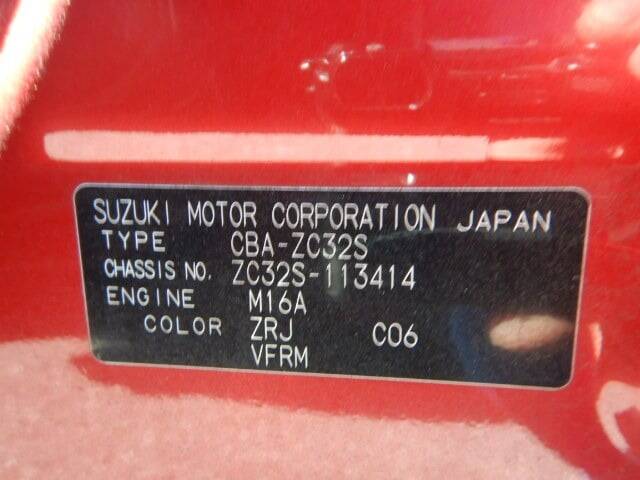 SUZUKI MOTOR CORPORATION JAPAN
TYPE CBA-ZC32S
CHASSIS NO. ZC32S-113414
ENGINE M16A
COLOR ZRJ C06
VFRM